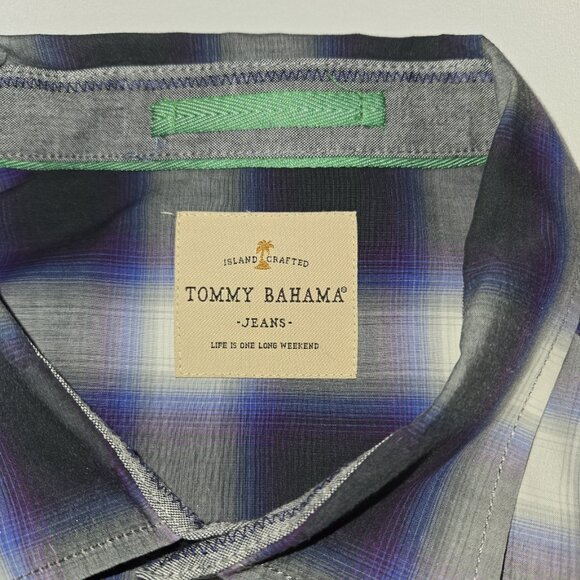 ISLAND CRAFTED
TOMMY BAHAMA®
-JEANS-
LIFE IS ONE LONG WEEKEND